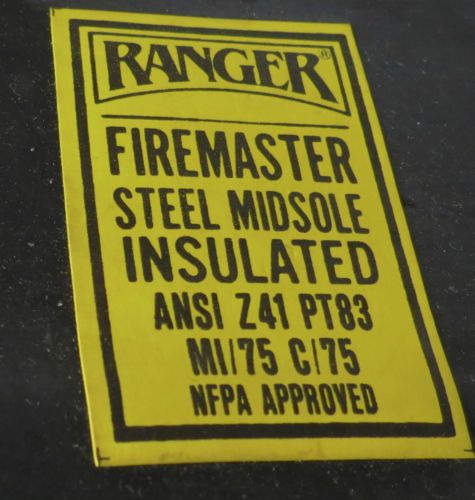 RANGER®
FIREMASTER
STEEL MIDSOLE
INSULATED
ANSI Z41 PT83
MI/75 C/75
NFPA APPROVED